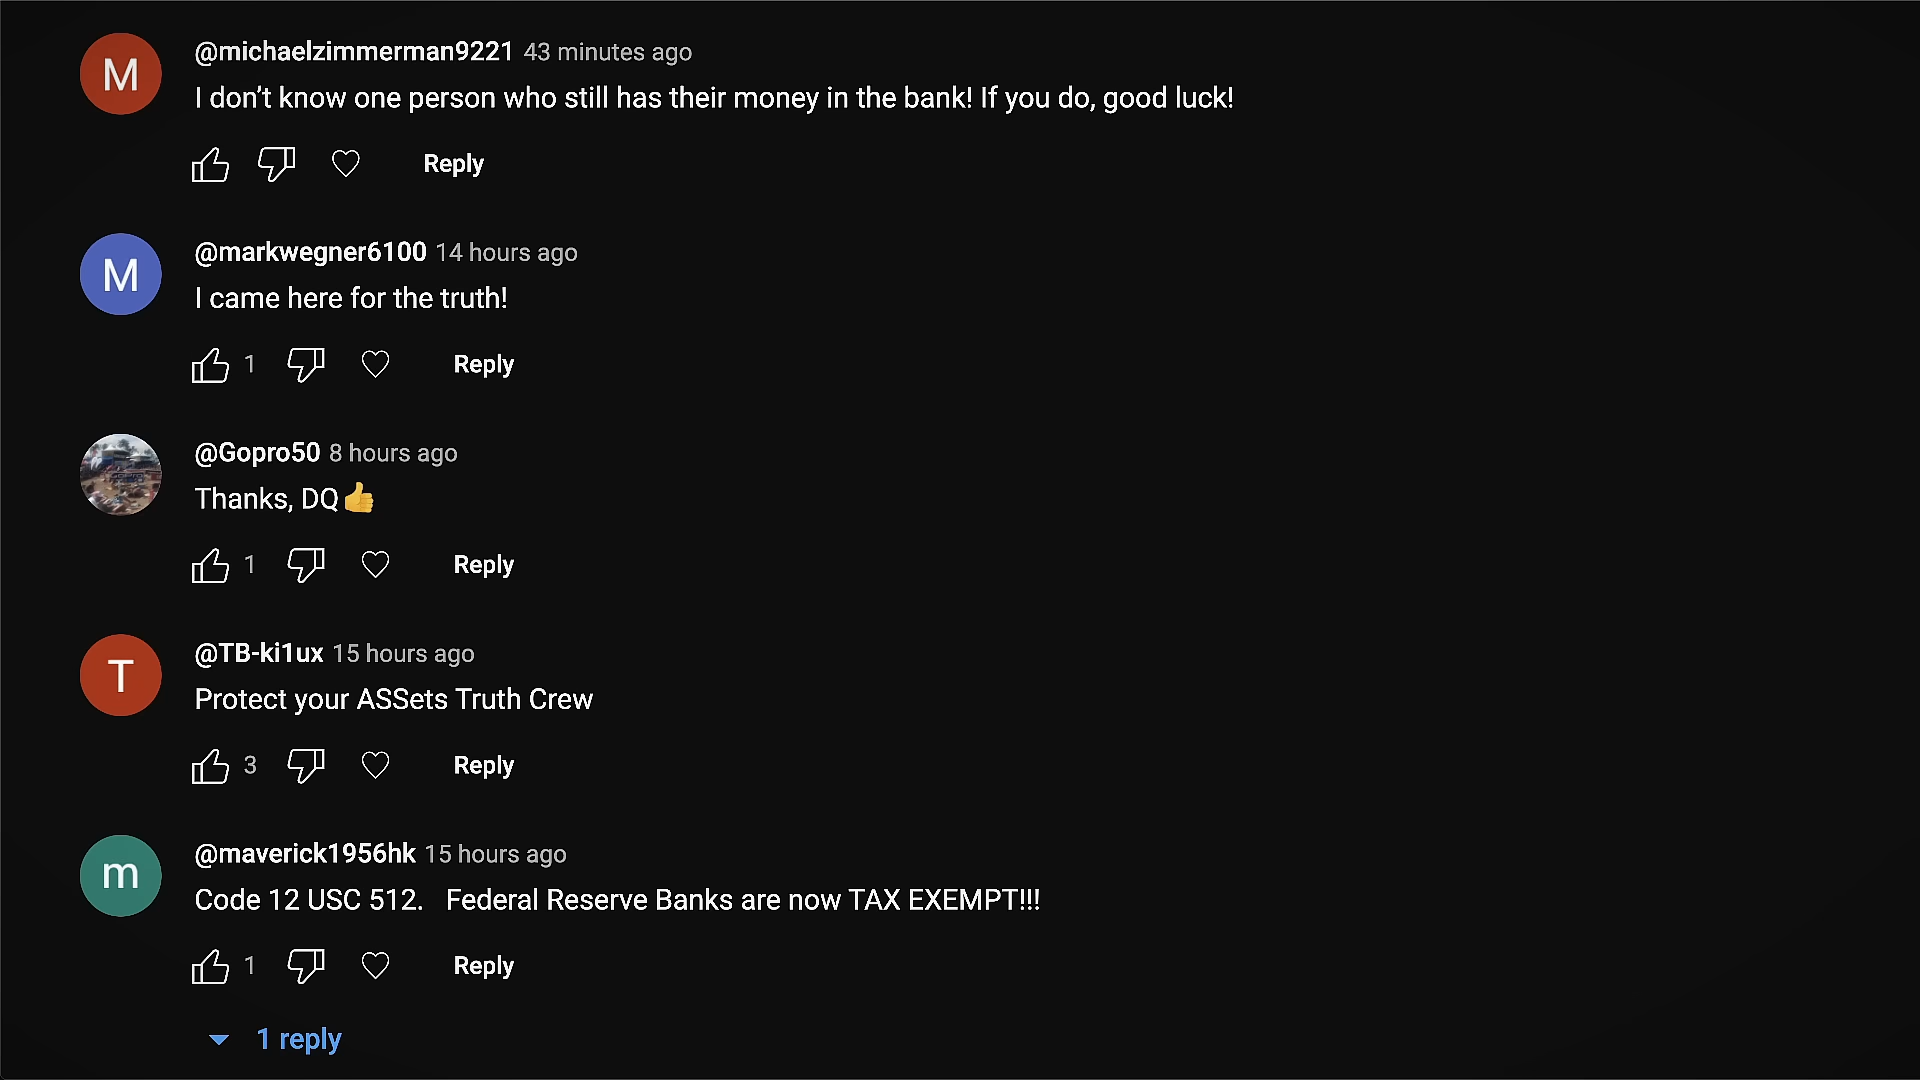 M
@michaelzimmerman9221 43 minutes ago
I don’t know one person who still has their money in the bank! If you do, good luck!
Reply
M
@markwegner6100 14 hours ago
I came here for the truth!
1 Reply
@Gopro50 8 hours ago
Thanks, DQ👍
1 Reply
T
@TB-ki1ux 15 hours ago
Protect your ASSets Truth Crew
3 Reply
m
@maverick1956hk 15 hours ago
Code 12 USC 512.   Federal Reserve Banks are now TAX EXEMPT!!!
1 Reply
1 reply